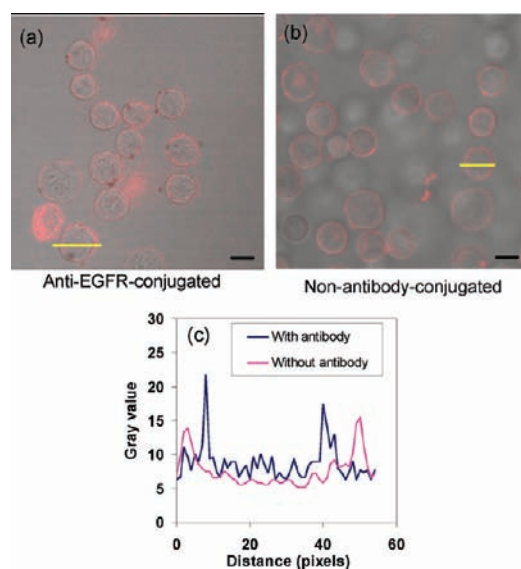 (a)
(b)
Anti-EGFR-conjugated
Non-antibody-conjugated
(c)
With antibody
Without antibody
Gray value
30
25
20
15
10
5
0
0 20 40 60
Distance (pixels)